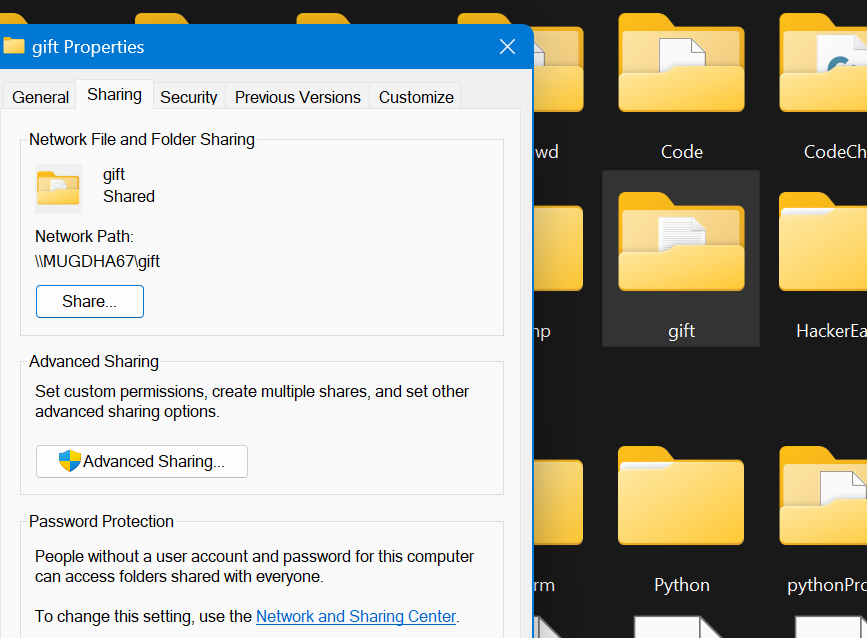 gift Properties
General Sharing Security Previous Versions Customize
Network File and Folder Sharing
gift
Shared
Network Path:
\\MUGDHA67\gift
Share...
Advanced Sharing
Set custom permissions, create multiple shares, and set other
advanced sharing options.
Advanced Sharing...
Password Protection
People without a user account and password for this computer
can access folders shared with everyone.
To change this setting, use the Network and Sharing Center.
wd Code CodeCh
mp gift HackerEa
rm Python pythonPro